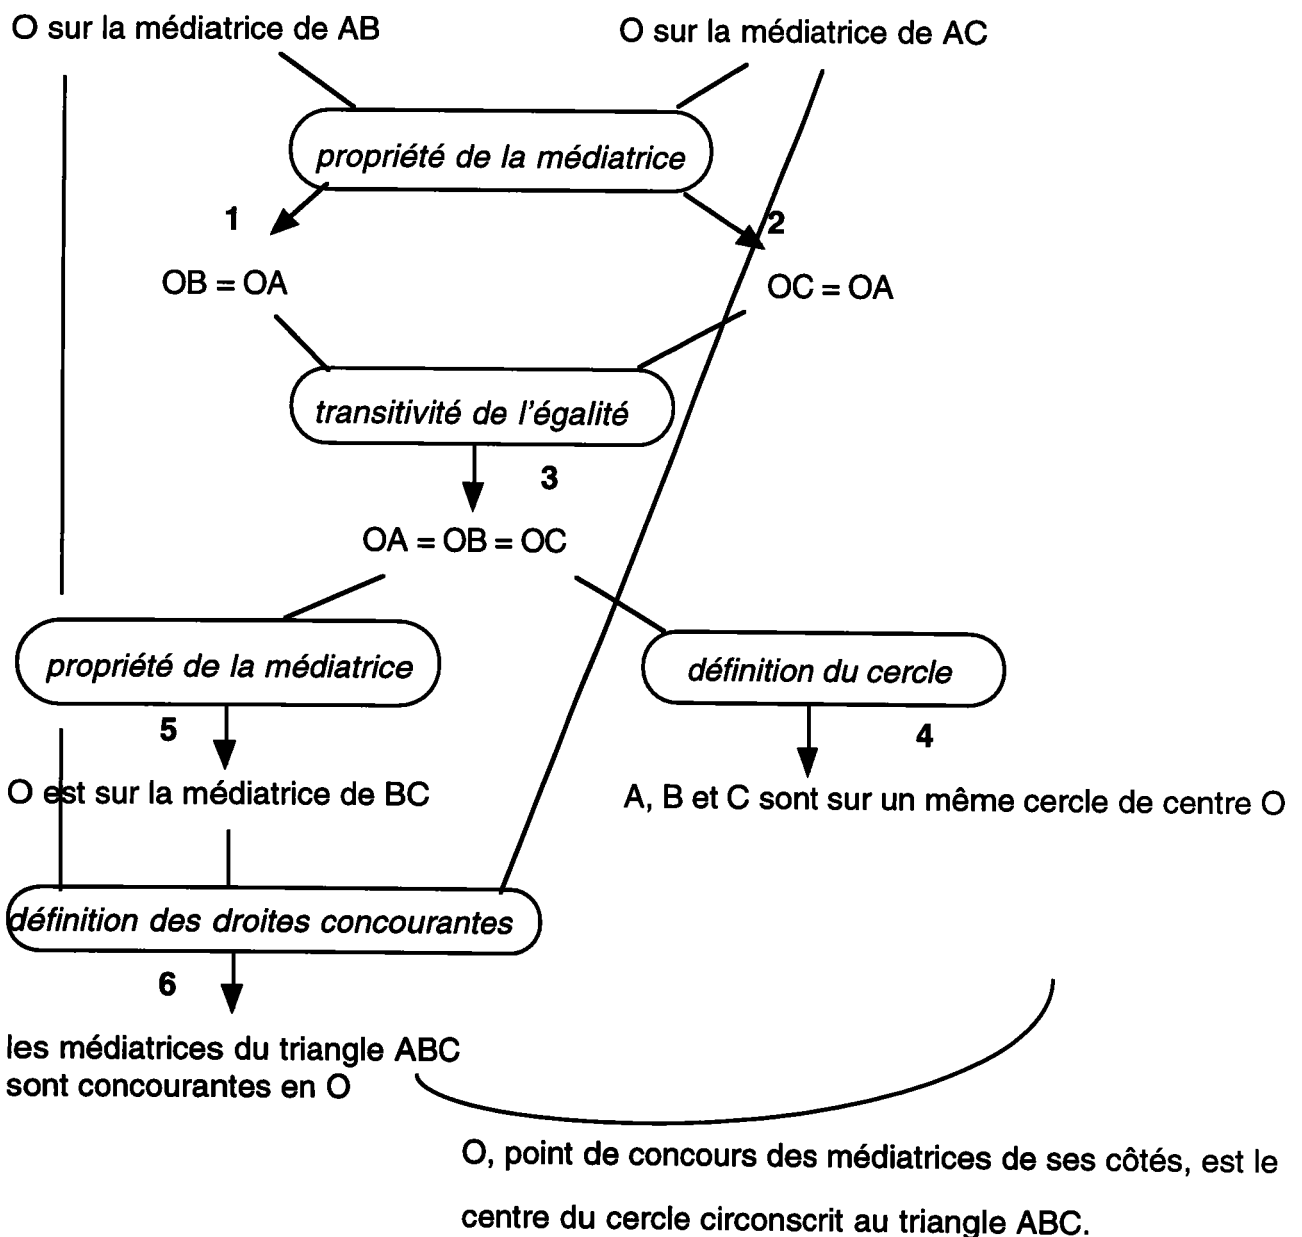 O sur la médiatrice de AB
O sur la médiatrice de AC
propriété de la médiatrice
1
2
OB = OA
OC = OA
transitivité de l'égalité
3
OA = OB = OC
propriété de la médiatrice
définition du cercle
5
4
O est sur la médiatrice de BC
A, B et C sont sur un même cercle de centre O
définition des droites concourantes
6
les médiatrices du triangle ABC
sont concourantes en O
O, point de concours des médiatrices de ses côtés, est le
centre du cercle circonscrit au triangle ABC.